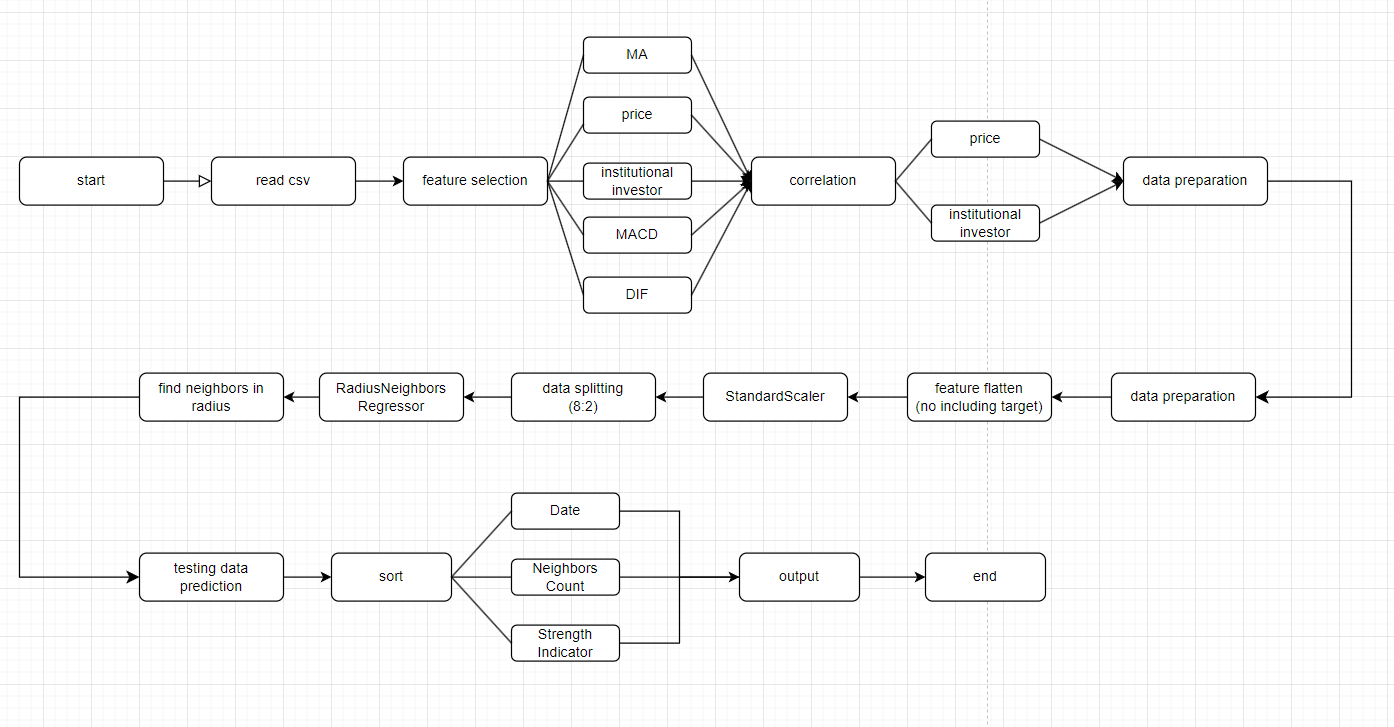 MA
price
institutional
investor
MACD
DIF
start
read csv
feature selection
correlation
price
institutional
investor
data preparation
find neighbors in
radius
RadiusNeighbors
Regressor
data splitting
(8:2)
StandardScaler
feature flatten
(no including target)
data preparation
testing data
prediction
sort
Date
Neighbors
Count
Strength
Indicator
output
end